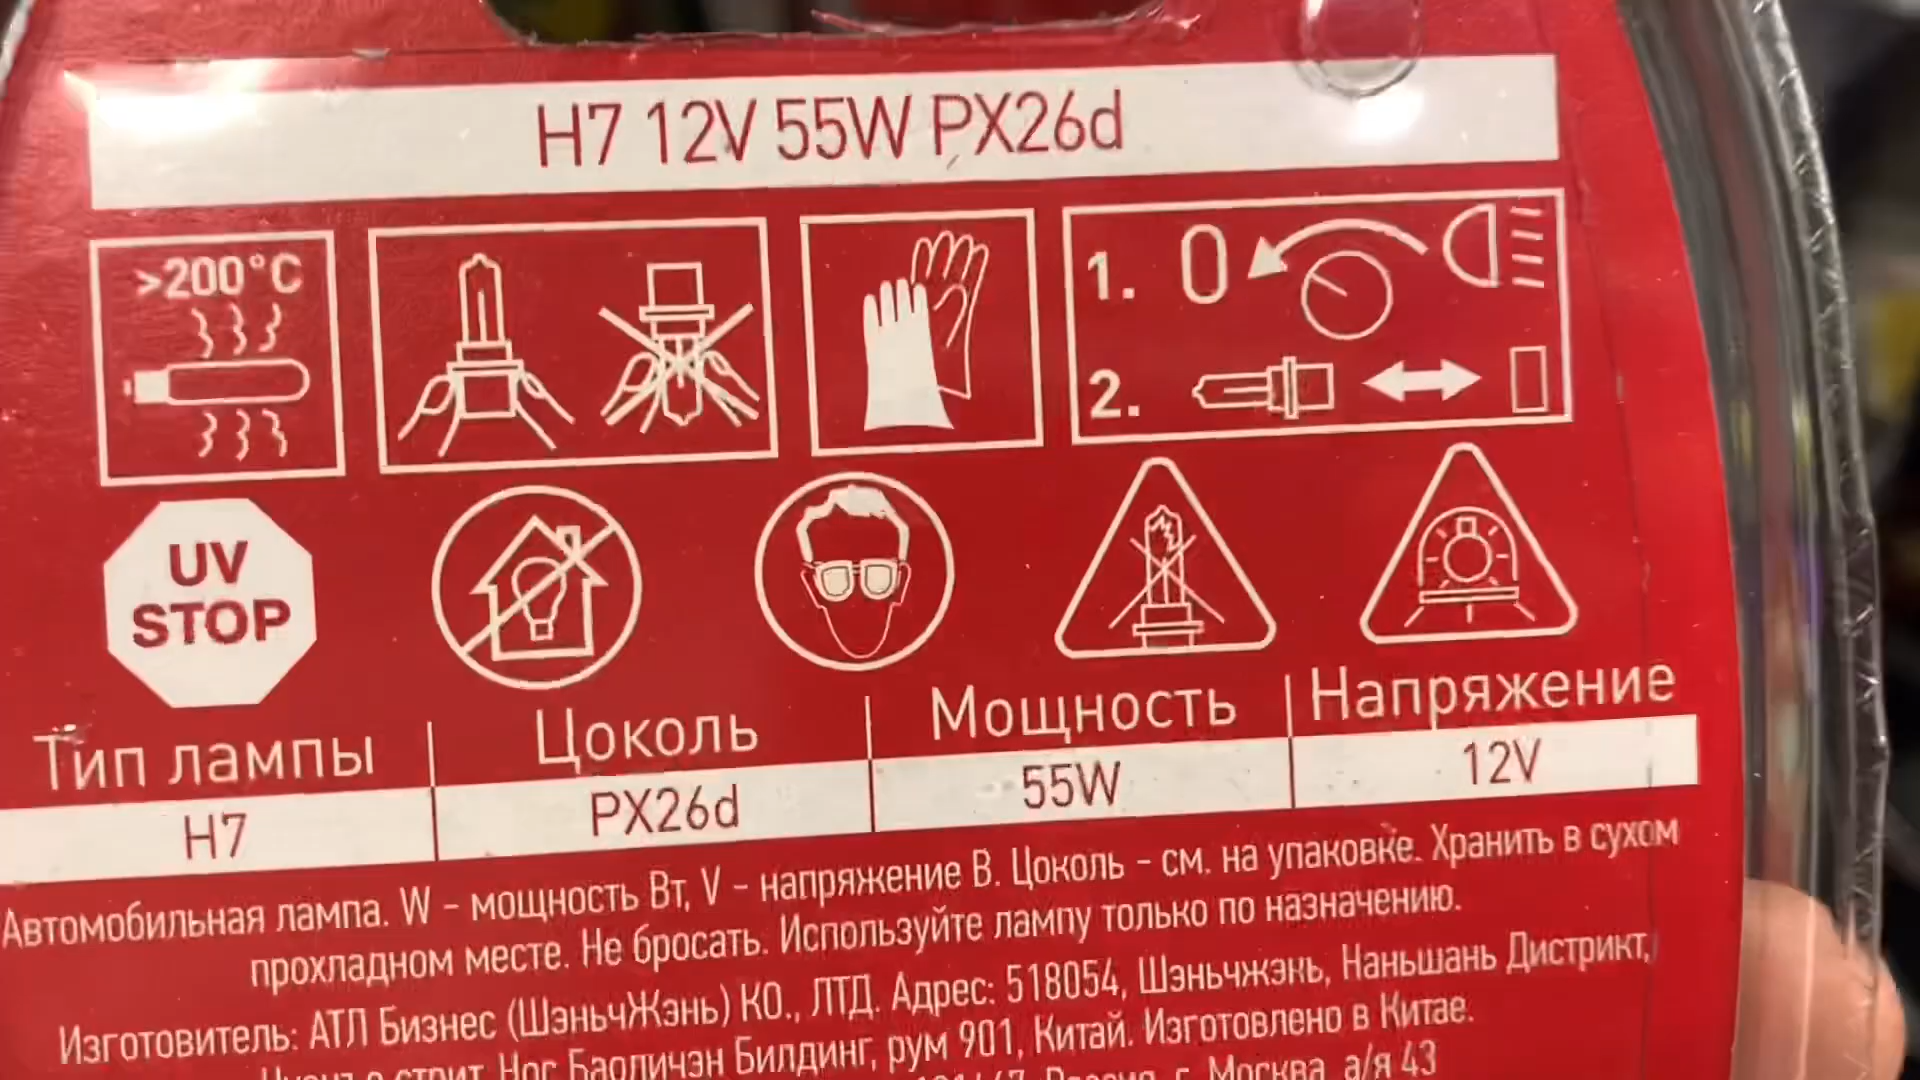 H7 12V 55W PX26d
>200°C
1. 0
2.
UV
STOP
Тип лампы Цоколь Мощность Напряжение
H7 PX26d 55W 12V
Автомобильная лампа. W - мощность Вт, V - напряжение В. Цоколь - см. на упаковке. Хранить в сухом
прохладном месте. Не бросать. Используйте лампу только по назначению.
Изготовитель: АТЛ Бизнес (ШэньчЖэнь) КО., ЛТД. Адрес: 518054, Шэньчжэнь, Наньшань Дистрикт,
стрит, Ног Баоличэн Билдинг, рум 901, Китай. Изготовлено в Китае.
Россия, г. Москва, а/я 43